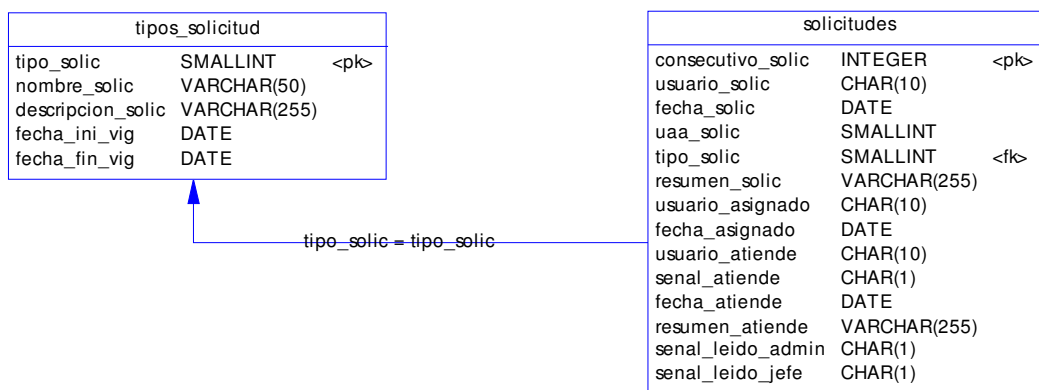 tipos_solicitud
tipo_solic SMALLINT <pk>
nombre_solic VARCHAR(50)
descripcion_solic VARCHAR(255)
fecha_ini_vig DATE
fecha_fin_vig DATE
tipo_solic = tipo_solic
solicitudes
consecutivo_solic INTEGER <pk>
usuario_solic CHAR(10)
fecha_solic DATE
uaa_solic SMALLINT
tipo_solic SMALLINT <fk>
resumen_solic VARCHAR(255)
usuario_asignado CHAR(10)
fecha_asignado DATE
usuario_atiende CHAR(10)
senal_atiende CHAR(1)
fecha_atiende DATE
resumen_atiende VARCHAR(255)
senal_leido_admin CHAR(1)
senal_leido_jefe CHAR(1)